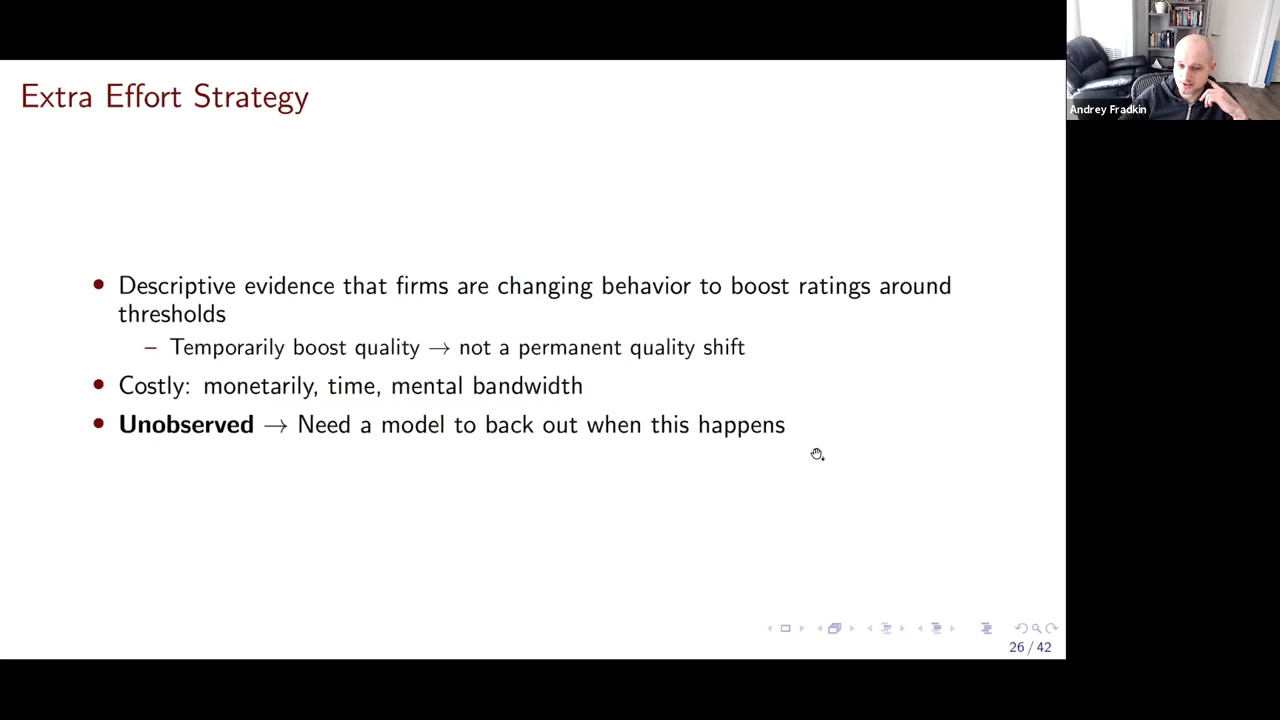 Extra Effort Strategy
Andrey Fradkin
• Descriptive evidence that firms are changing behavior to boost ratings around
thresholds
– Temporarily boost quality → not a permanent quality shift
• Costly: monetarily, time, mental bandwidth
• Unobserved → Need a model to back out when this happens
26 / 42